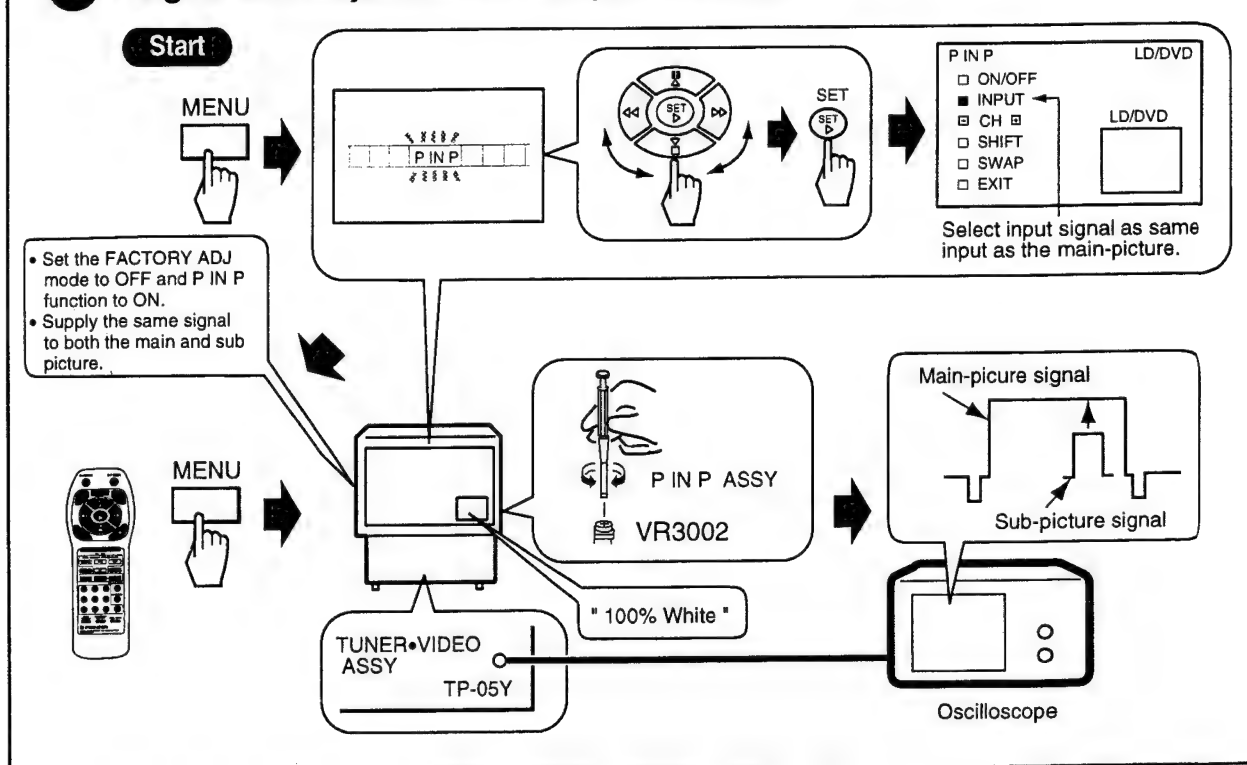 Start
MENU
P IN P
SET
SET
SET
P IN P LD/DVD
ON/OFF
INPUT
CH
SHIFT
SWAP
EXIT
LD/DVD
Select input signal as same
input as the main-picture.
• Set the FACTORY ADJ
mode to OFF and P IN P
function to ON.
• Supply the same signal
to both the main and sub
picture.
MENU
P IN P ASSY
VR3002
" 100% White "
TUNER•VIDEO
ASSY
TP-05Y
Main-picure signal
Sub-picture signal
Oscilloscope